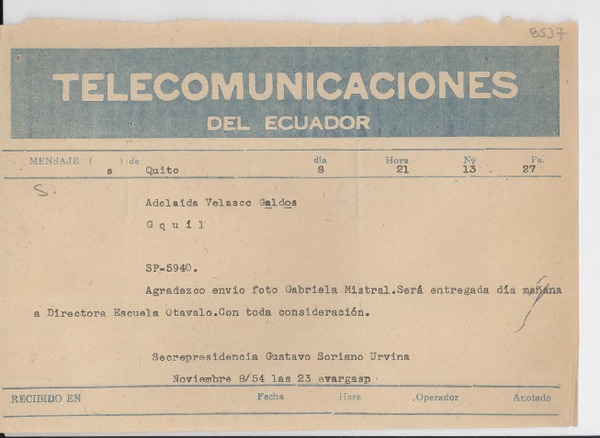 8537
TELECOMUNICACIONES
DEL ECUADOR
MENSAJE ( s ) de Quito día 8 Hora 21 Nº 13 Ps. 27
S.
Adelaida Velasco Galdos
Gquil
SP-5940.
Agradezco envio foto Gabriela Mistral.Será entregada día mañana
a Directora Escuela Otavalo.Con toda consideración.
Secrepresidencia Gustavo Soriano Urvina
Noviembre 8/54 las 23 evargasp
RECIBIDO EN Fecha Hora Operador Anotado